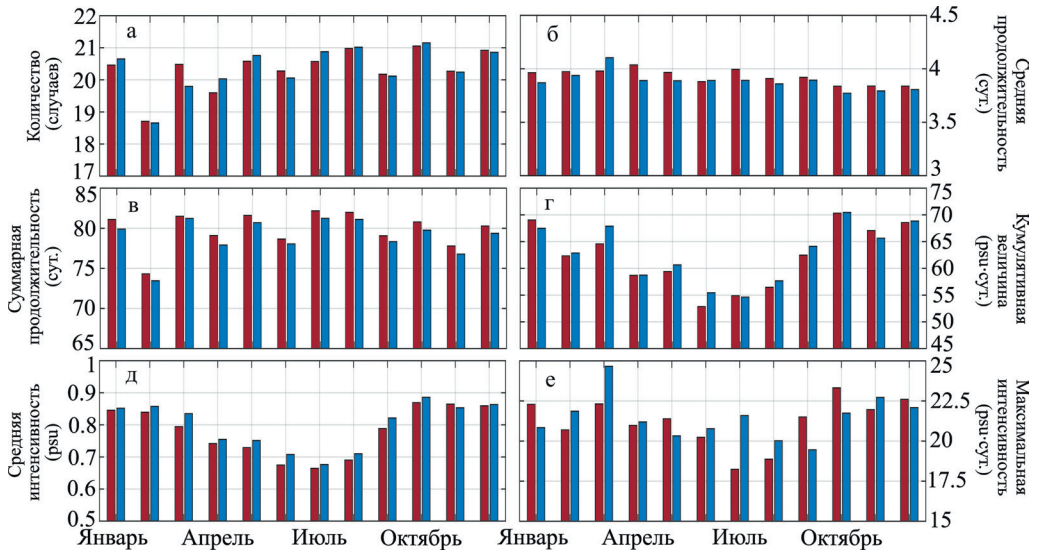 22
21
20
19
18
17
Количество
(случаев)
а
4.5
4
3.5
3
Средняя
продолжительность
(сут.)
б
85
80
75
70
65
Суммарная
продолжительность
(сут.)
в
75
70
65
60
55
50
45
Кумулятивная
величина
(psu·сут.)
г
1
0.9
0.8
0.7
0.6
0.5
Средняя
интенсивность
(psu)
д
25
22.5
20
17.5
15
Максимальная
интенсивность
(psu·сут.)
е
Январь Апрель Июль Октябрь
Январь Апрель Июль Октябрь